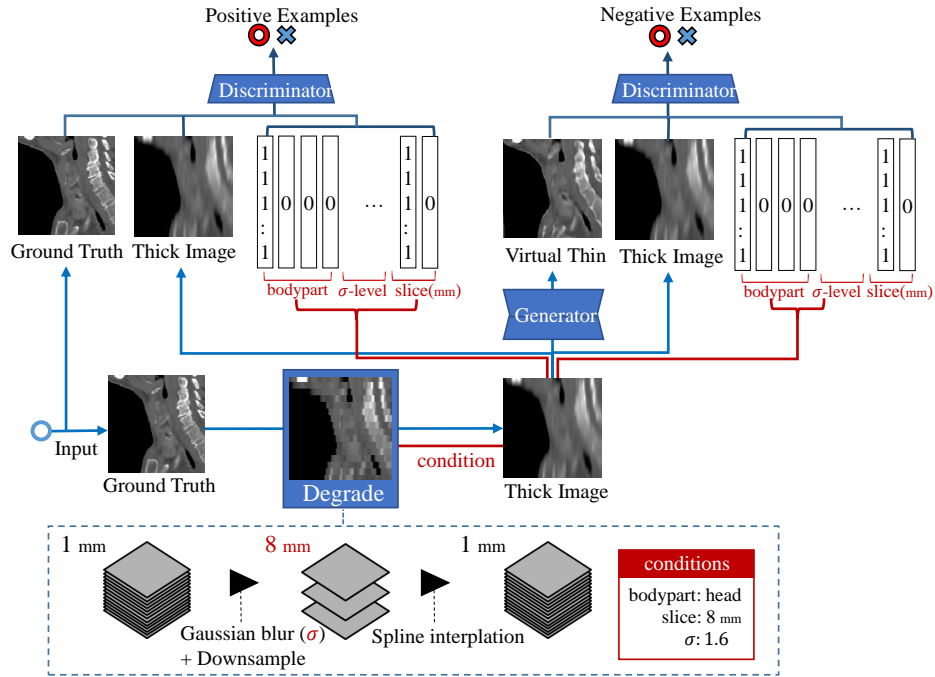 Positive Examples
Negative Examples
Discriminator
Discriminator
1
1
1
:
1
0
0
0
...
1
1
1
:
1
0
1
1
1
:
1
0
0
0
...
1
1
1
:
1
0
Ground Truth
Thick Image
Virtual Thin
Thick Image
bodypart
σ-level
slice(mm)
bodypart
σ-level
slice(mm)
Generator
Input
Ground Truth
Degrade
condition
Thick Image
1 mm
8 mm
1 mm
Gaussian blur (σ)
+ Downsample
Spline interplation
conditions
bodypart: head
slice: 8 mm
σ: 1.6